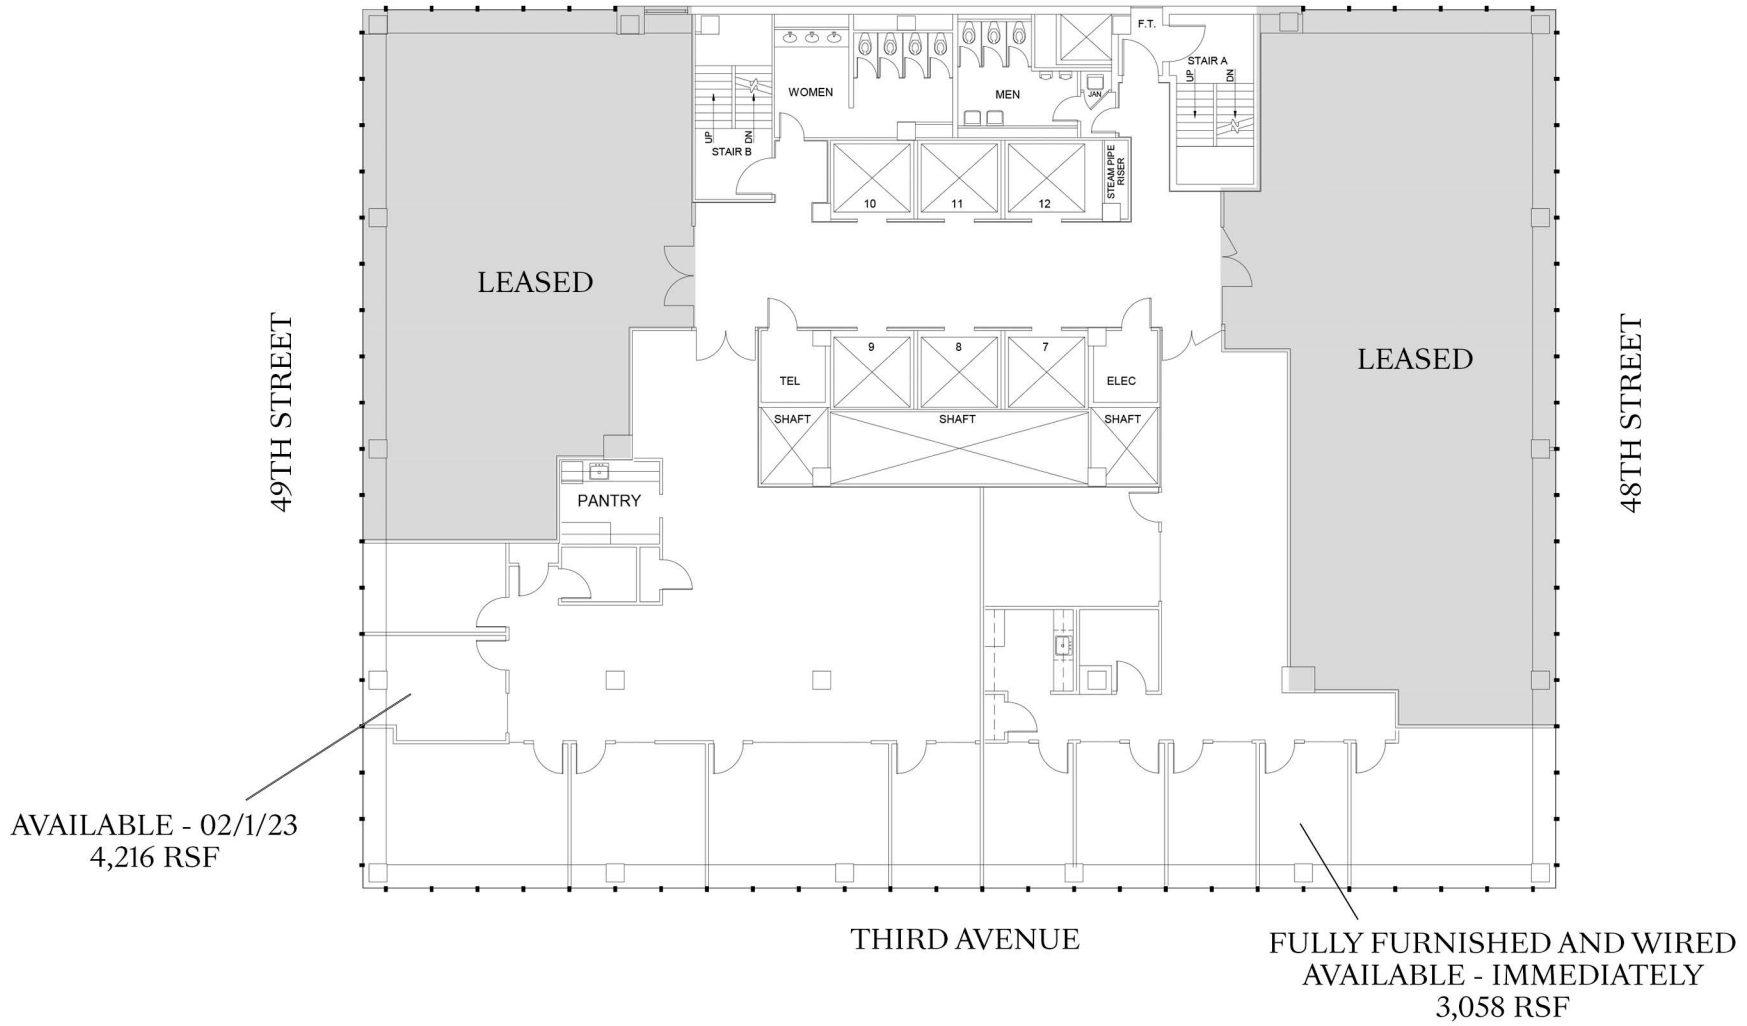 F.T.
STAIR A
UP
DN
WOMEN
MEN
JAN
UP
DN
STAIR B
STEAM PIPE
RISER
10
11
12
LEASED
LEASED
49TH STREET
48TH STREET
9
8
7
TEL
ELEC
SHAFT
SHAFT
SHAFT
PANTRY
AVAILABLE - 02/1/23
4,216 RSF
THIRD AVENUE
FULLY FURNISHED AND WIRED
AVAILABLE - IMMEDIATELY
3,058 RSF